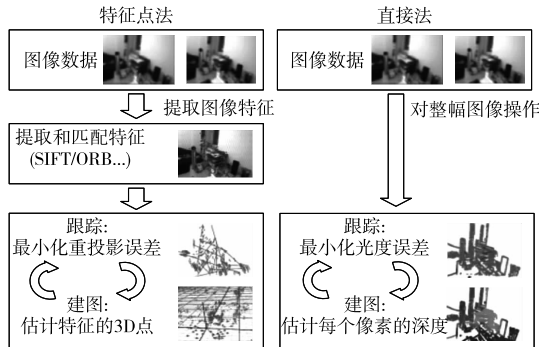 特征点法
图像数据
提取图像特征
提取和匹配特征
(SIFT/ORB...)
跟踪:
最小化重投影误差
建图:
估计特征的3D点
直接法
图像数据
对整幅图像操作
跟踪:
最小化光度误差
建图:
估计每个像素的深度